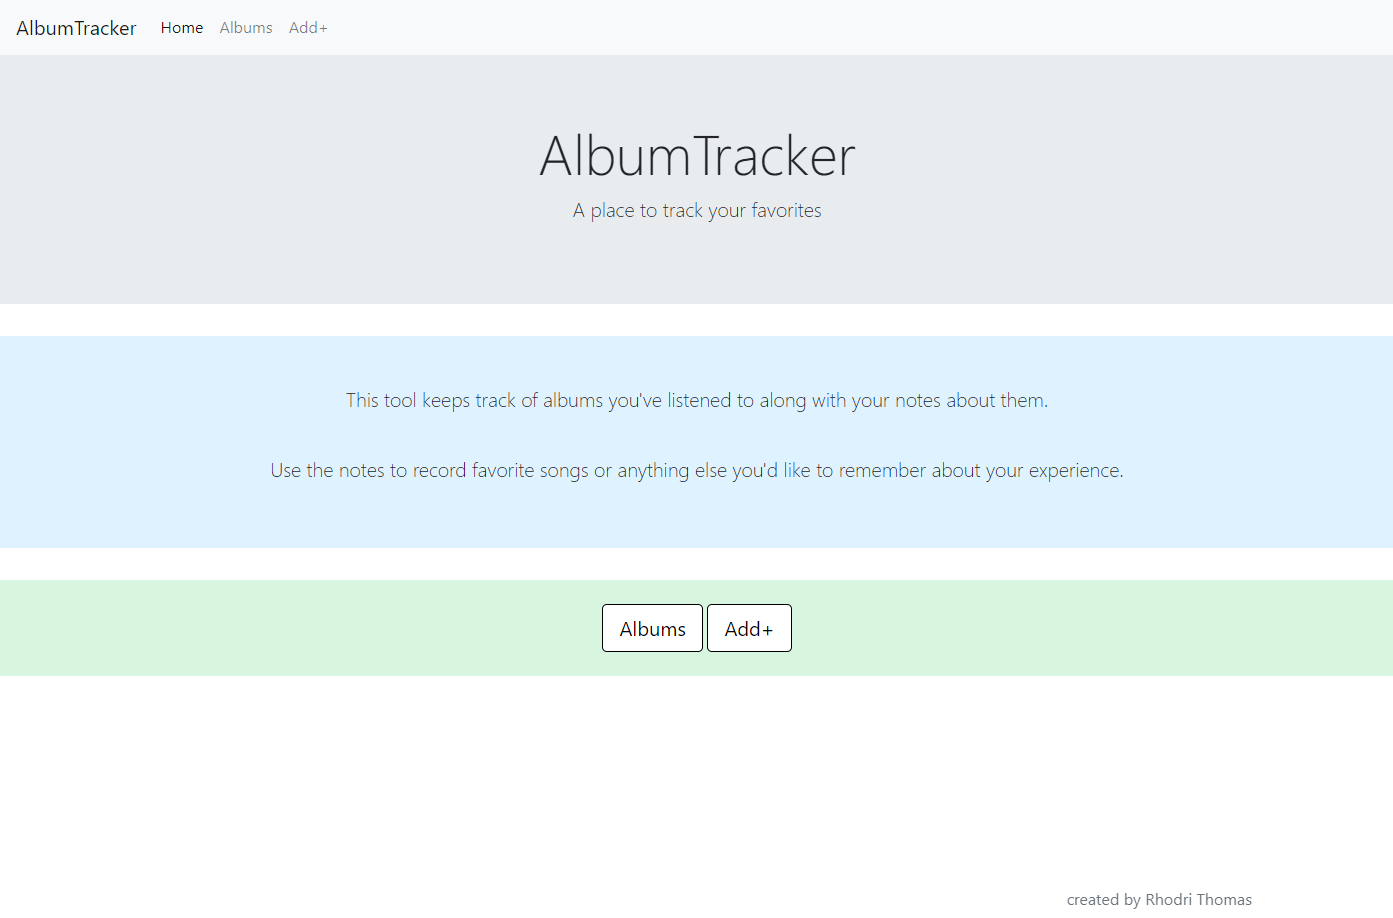 AlbumTracker Home Albums Add+
AlbumTracker
A place to track your favorites
This tool keeps track of albums you've listened to along with your notes about them.
Use the notes to record favorite songs or anything else you'd like to remember about your experience.
Albums Add+
created by Rhodri Thomas